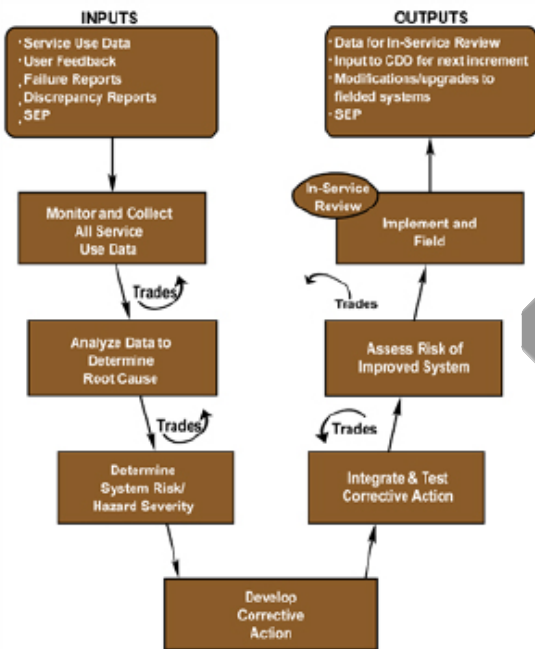 INPUTS
· Service Use Data
· User Feedback
· Failure Reports
· Discrepancy Reports
· SEP
Monitor and Collect
All Service
Use Data
Trades
Analyze Data to
Determine
Root Cause
Trades
Determine
System Risk/
Hazard Severity
Develop
Corrective
Action
Integrate & Test
Corrective Action
Trades
Assess Risk of
Improved System
Trades
Implement and
Field
In-Service
Review
OUTPUTS
· Data for In-Service Review
· Input to CDD for next increment
· Modifications/upgrades to
fielded systems
· SEP